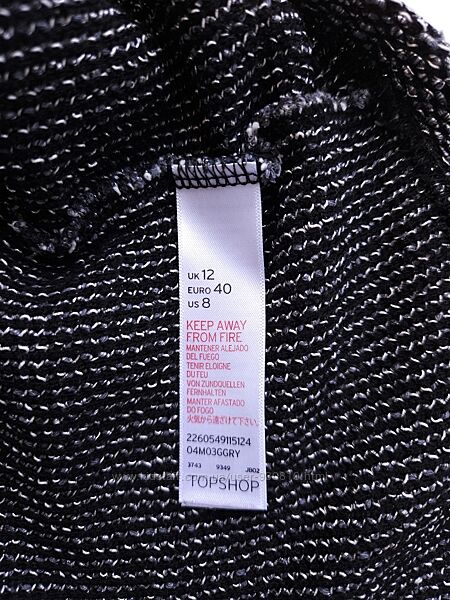 UK 12
EURO 40
US 8
KEEP AWAY
FROM FIRE
MANTENER ALEJADO
DEL FUEGO
TENIR ELOIGNE
DU FEU
VON ZUNDQUELLEN
FERNHALTEN
MANTER AFASTADO
DO FOGO
火気から遠ざけて下さい。
2260549115124
04M03GGRY
3743 9349 JB02
TOPSHOP